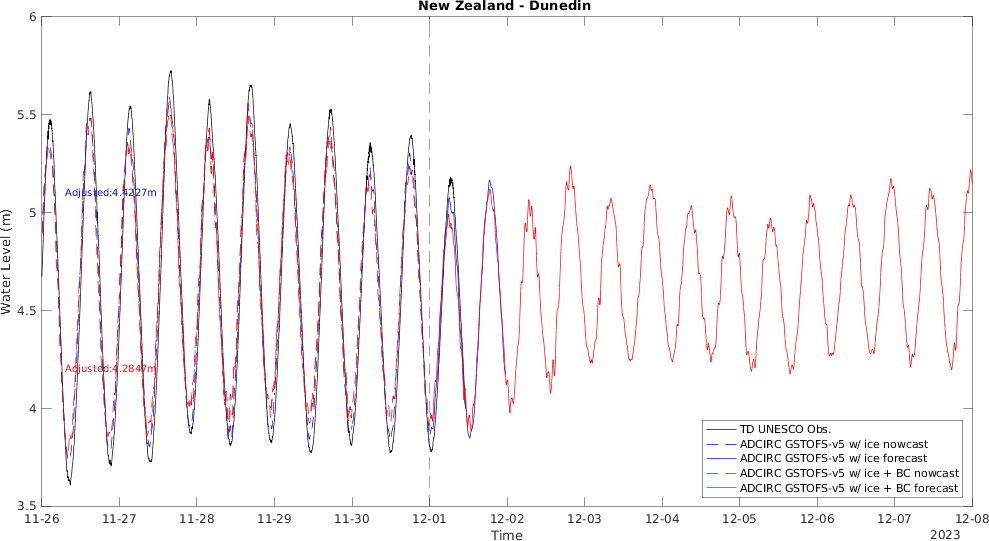 New Zealand - Dunedin
6
5.5
5
4.5
4
3.5
Water Level (m)
Adjusted:4.4227m
Adjusted:4.2847m
TD UNESCO Obs.
ADCIRC GSTOFS-v5 w/ ice nowcast
ADCIRC GSTOFS-v5 w/ ice forecast
ADCIRC GSTOFS-v5 w/ ice + BC nowcast
ADCIRC GSTOFS-v5 w/ ice + BC forecast
11-26 11-27 11-28 11-29 11-30 12-01 12-02 12-03 12-04 12-05 12-06 12-07 12-08
Time
2023